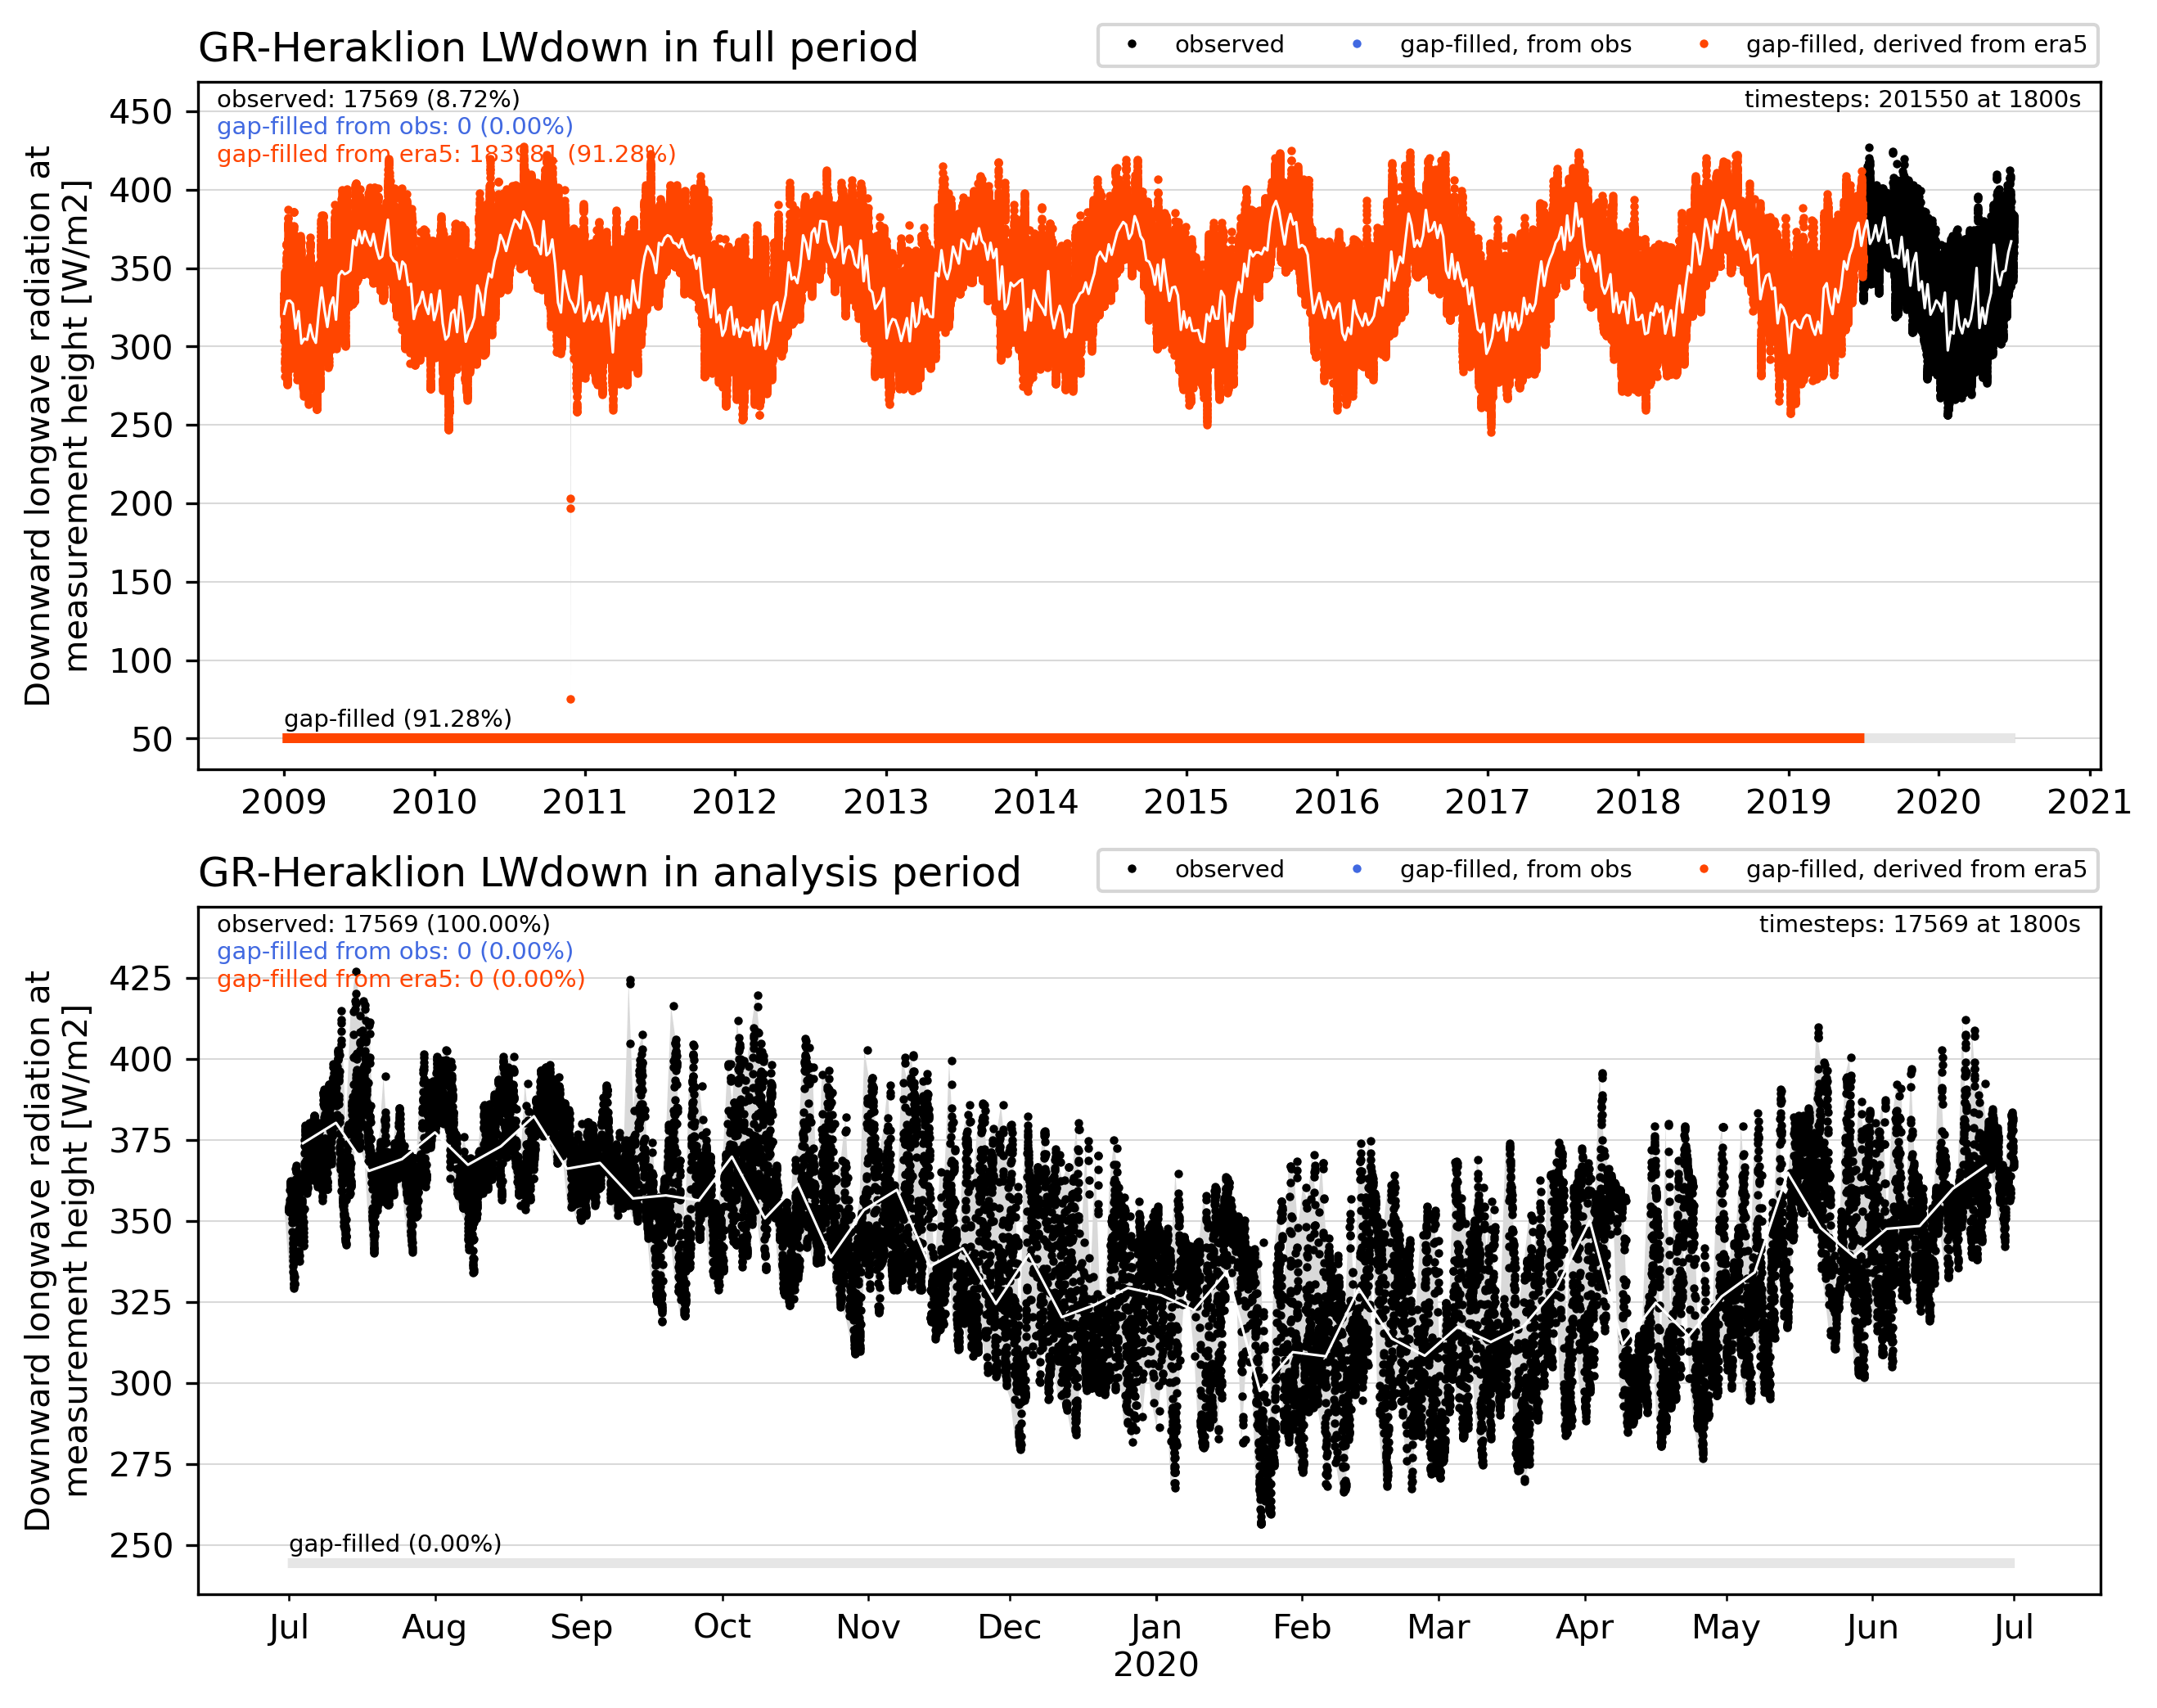 GR-Heraklion LWdown in full period
observed
gap-filled, from obs
gap-filled, derived from era5
observed: 17569 (8.72%)
timesteps: 201550 at 1800s
gap-filled from obs: 0 (0.00%)
gap-filled from era5: 183981 (91.28%)
Downward longwave radiation at
measurement height [W/m2]
450
400
350
300
250
200
150
100
50
gap-filled (91.28%)
2009 2010 2011 2012 2013 2014 2015 2016 2017 2018 2019 2020 2021
GR-Heraklion LWdown in analysis period
observed
gap-filled, from obs
gap-filled, derived from era5
observed: 17569 (100.00%)
timesteps: 17569 at 1800s
gap-filled from obs: 0 (0.00%)
gap-filled from era5: 0 (0.00%)
Downward longwave radiation at
measurement height [W/m2]
425
400
375
350
325
300
275
250
gap-filled (0.00%)
Jul Aug Sep Oct Nov Dec Jan Feb Mar Apr May Jun Jul
2020